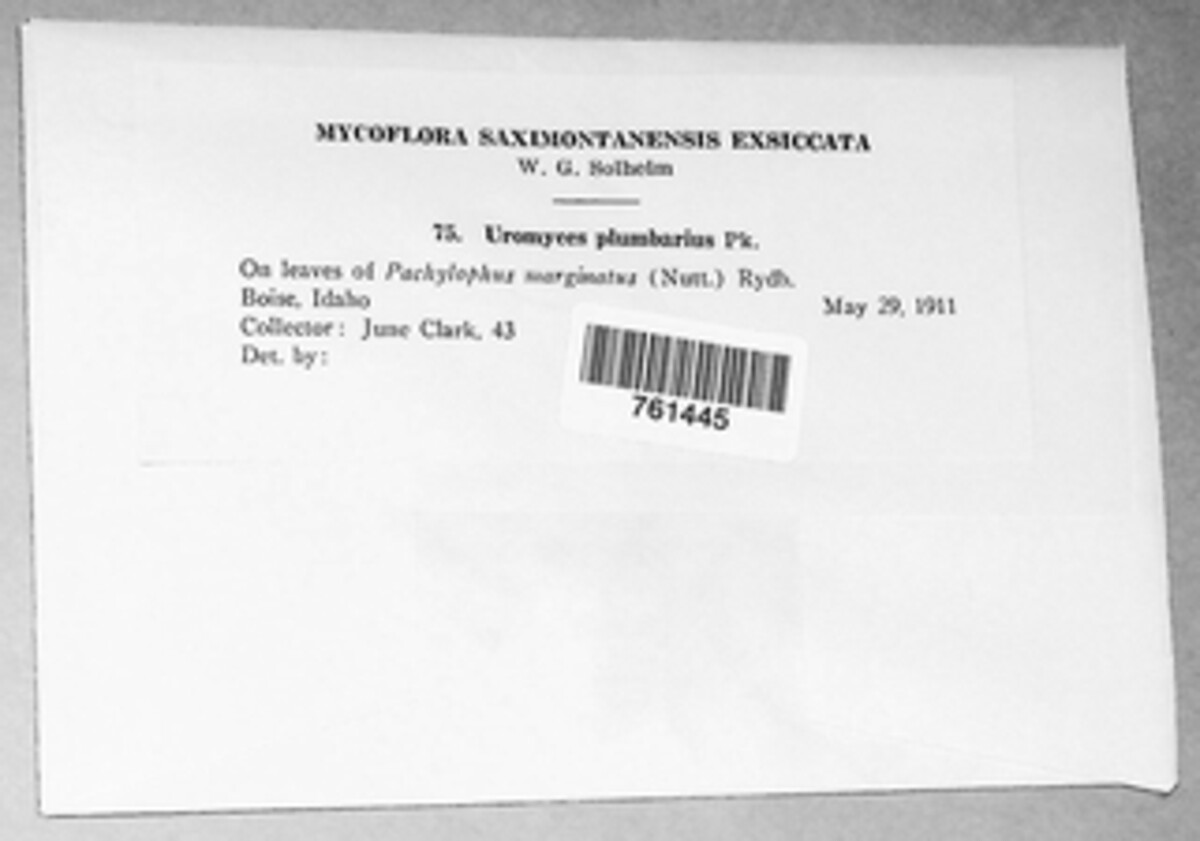 MYCOFLORA SAXIMONTANENSIS EXSICCATA
W. G. Solheim
75. Uromyces plumbarius Pk.
On leaves of Pachylophus marginatus (Nutt.) Rydb.
Boise, Idaho May 29, 1911
Collector: June Clark, 43
Det. by:
761445